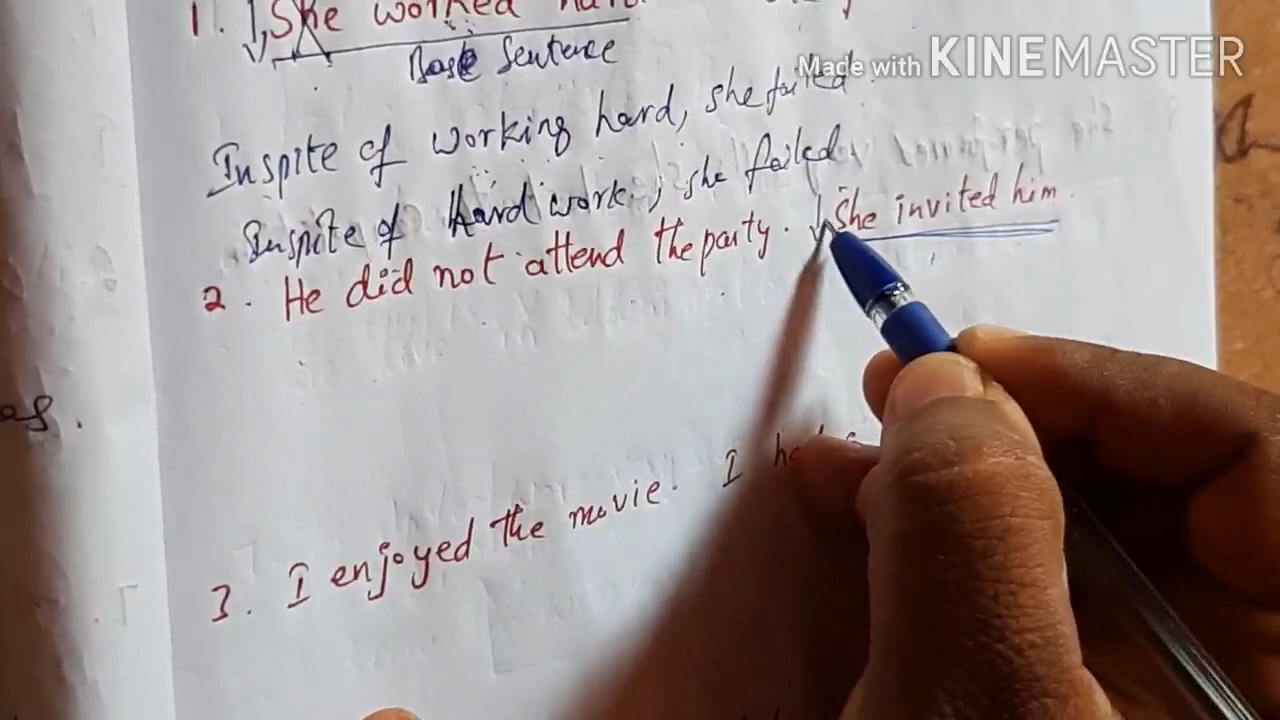 1. She worked hard.
Base Sentence
Made with KINEMASTER
Inspite of working hard, she failed.
Inspite of Hard work, she failed
2. He did not attend the party. She invited him.
3. I enjoyed the movie. I